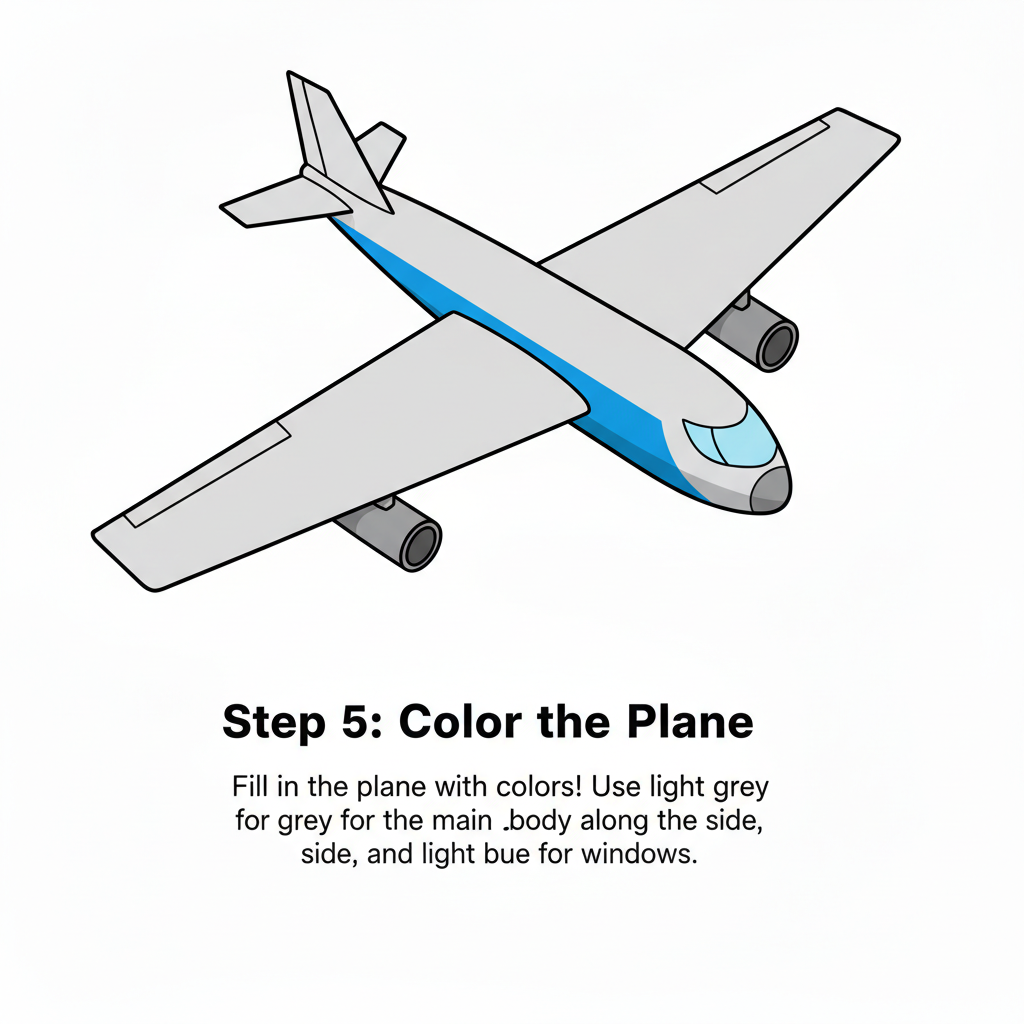 Step 5: Color the Plane
Fill in the plane with colors! Use light grey
for grey for the main .body along the side,
side, and light bue for windows.